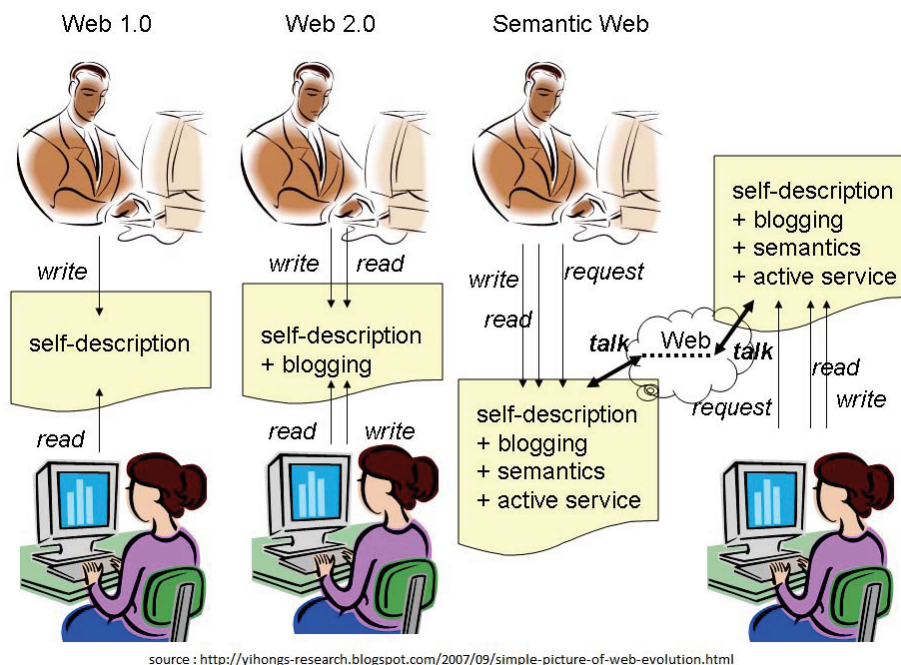 Web 1.0
Web 2.0
Semantic Web
write
self-description
read
write
read
self-description
+ blogging
read
write
write
read
request
self-description
+ blogging
+ semantics
+ active service
talk
Web
talk
self-description
+ blogging
+ semantics
+ active service
request
read
write
source : http://yihongs-research.blogspot.com/2007/09/simple-picture-of-web-evolution.html